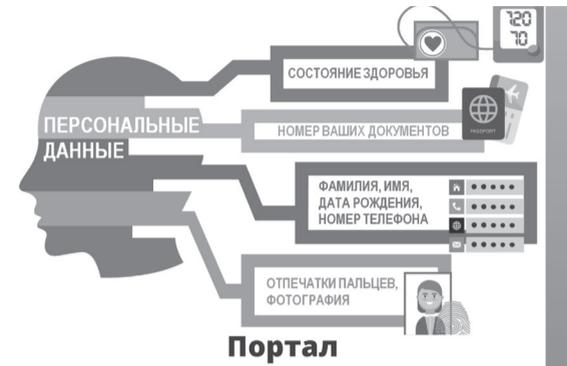 120
70
СОСТОЯНИЕ ЗДОРОВЬЯ
ПЕРСОНАЛЬНЫЕ
ДАННЫЕ
НОМЕР ВАШИХ ДОКУМЕНТОВ
PASSPORT
ФАМИЛИЯ, ИМЯ,
ДАТА РОЖДЕНИЯ,
НОМЕР ТЕЛЕФОНА
ОТПЕЧАТКИ ПАЛЬЦЕВ,
ФОТОГРАФИЯ
Портал